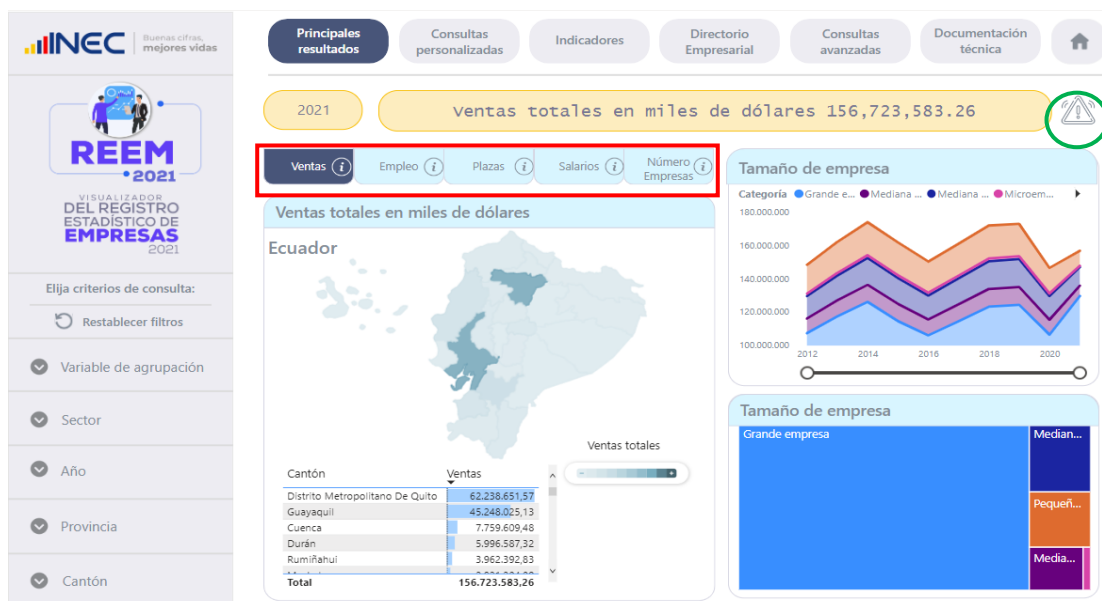 INEC
Buenas cifras,
mejores vidas
Principales
resultados
Consultas
personalizadas
Indicadores
Directorio
Empresarial
Consultas
avanzadas
Documentación
técnica
REEM
2021
VISUALIZADOR
DEL REGISTRO
ESTADÍSTICO DE
EMPRESAS
2021
Elija criterios de consulta:
Restablecer filtros
Variable de agrupación
Sector
Año
Provincia
Cantón
2021
Ventas totales en miles de dólares 156,723,583.26
Ventas i
Empleo i
Plazas i
Salarios i
Número
Empresas i
Ventas totales en miles de dólares
Ecuador
Ventas totales
- +
Cantón Ventas
Distrito Metropolitano De Quito 62.238.651,57
Guayaquil 45.248.025,13
Cuenca 7.759.609,48
Durán 5.996.587,32
Rumiñahui 3.962.392,83
Total 156.723.583,26
Tamaño de empresa
Categoría Grande e... Mediana ... Mediana ... Microem...
180.000.000
160.000.000
140.000.000
120.000.000
100.000.000
2012 2014 2016 2018 2020
Tamaño de empresa
Grande empresa
Median...
Pequeñ...
Media...